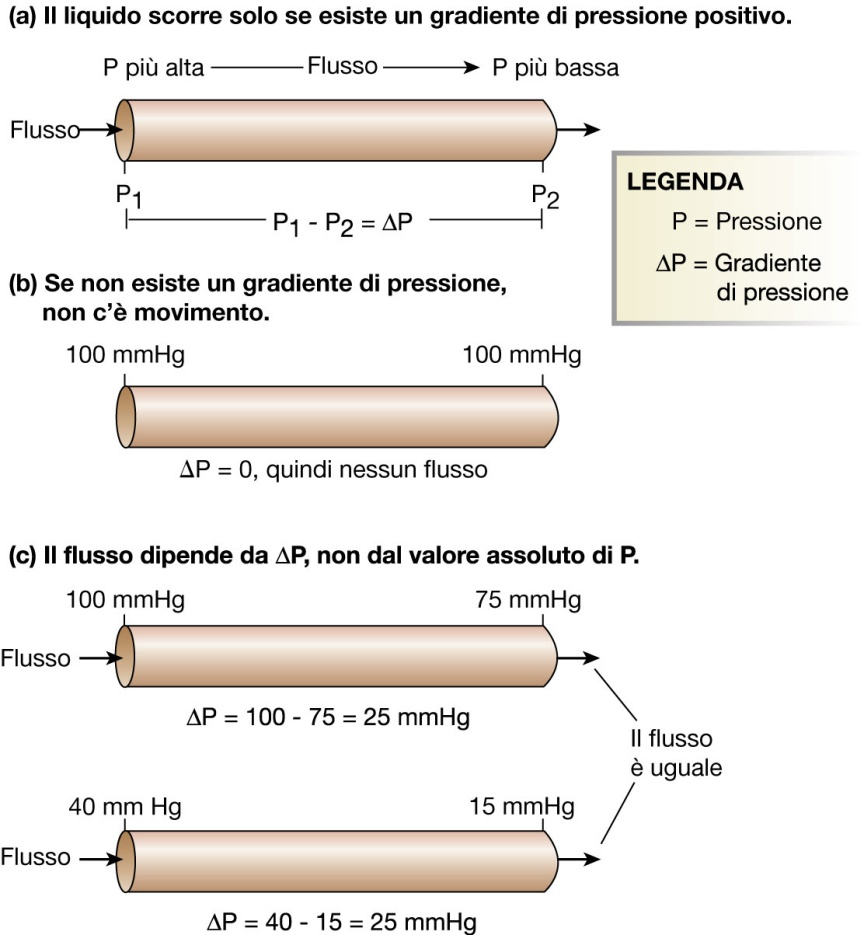 (a) Il liquido scorre solo se esiste un gradiente di pressione positivo.
P più alta Flusso P più bassa
Flusso
P1 P2
P1 - P2 = ΔP
LEGENDA
P = Pressione
ΔP = Gradiente
di pressione
(b) Se non esiste un gradiente di pressione,
non c'è movimento.
100 mmHg 100 mmHg
ΔP = 0, quindi nessun flusso
(c) Il flusso dipende da ΔP, non dal valore assoluto di P.
100 mmHg 75 mmHg
Flusso
ΔP = 100 - 75 = 25 mmHg
Il flusso
è uguale
40 mm Hg 15 mmHg
Flusso
ΔP = 40 - 15 = 25 mmHg